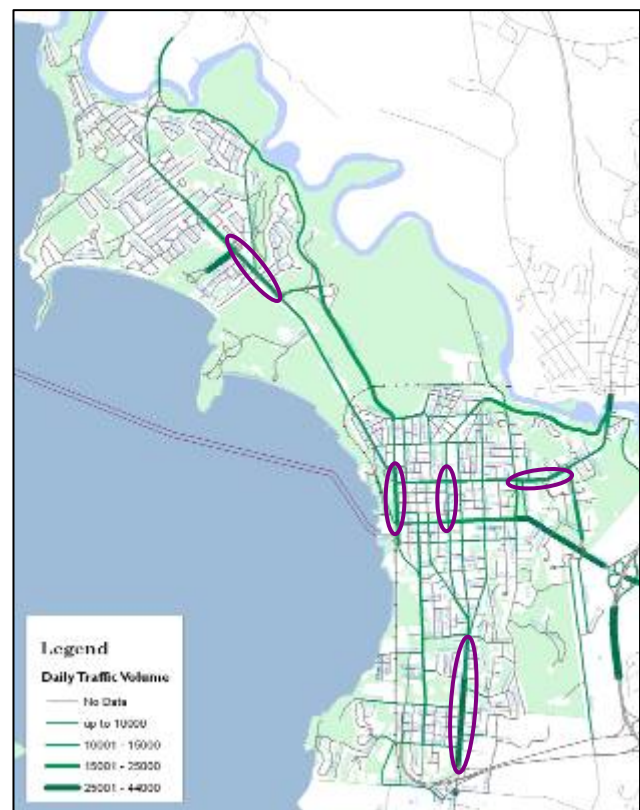 Legend
Daily Traffic Volume
No Data
up to 10000
10001 - 15000
15001 - 25000
25001 - 44000